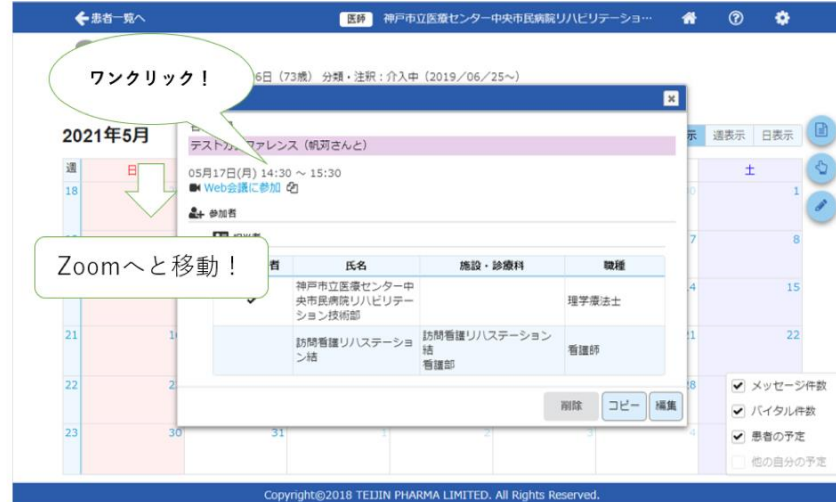 患者一覧へ
医師 神戸市立医療センター中央市民病院リハビリテーショ…
ワンクリック！
6日（73歳） 分類・注釈：介入中（2019／06／25～）
2021年5月
示 週表示 日表示
テストカンファレンス（帆苅さんと）
05月17日(月) 14:30 ～ 15:30
Web会議に参加
参加者
Zoomへと移動！
週 日 土
18 1
7 8
者 氏名 施設・診療科 職種
神戸市立医療センター中
央市民病院リハビリテー
ション技術部
理学療法士
訪問看護リハステーショ
ン結
訪問看護リハステーション
結
看護部
看護師
15
21 22
22
削除 コピー 編集
23 30 31 1 2 3 4
メッセージ件数
バイタル件数
患者の予定
他の自分の予定
Copyright©2018 TEIJIN PHARMA LIMITED. All Rights Reserved.